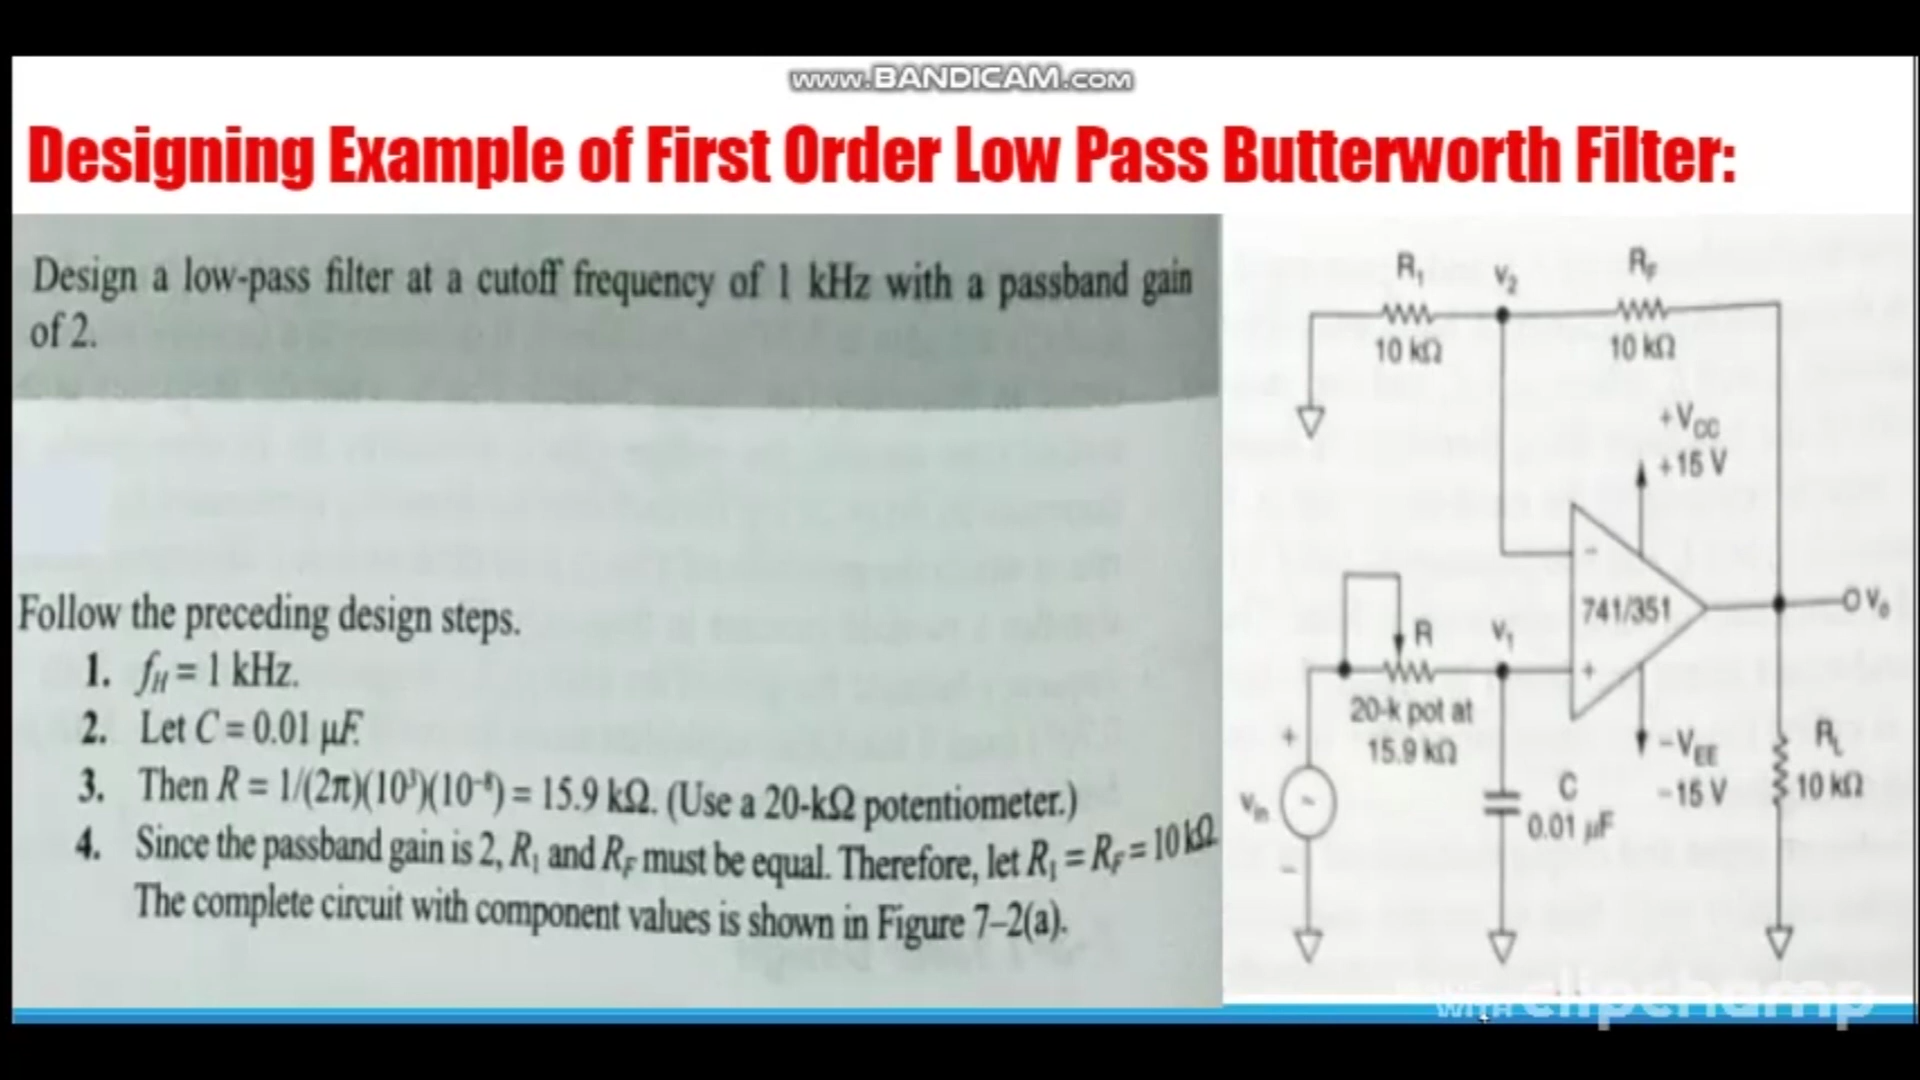 www.BANDICAM.com
Designing Example of First Order Low Pass Butterworth Filter:
Design a low-pass filter at a cutoff frequency of 1 kHz with a passband gain
of 2.
Follow the preceding design steps.
1. fH = 1 kHz.
2. Let C = 0.01 μF.
3. Then R = 1/(2π)(10³)(10⁻⁸) = 15.9 kΩ. (Use a 20-kΩ potentiometer.)
4. Since the passband gain is 2, R₁ and RF must be equal. Therefore, let R₁ = RF = 10 kΩ.
The complete circuit with component values is shown in Figure 7–2(a).
R₁
V₂
RF
10 kΩ
10 kΩ
+VCC
+15 V
-
741/351
+
Vo
R
V₁
20-k pot at
15.9 kΩ
+
Vin
~
-
C
0.01 μF
-VEE
-15 V
RL
10 kΩ
WITH clipchamp